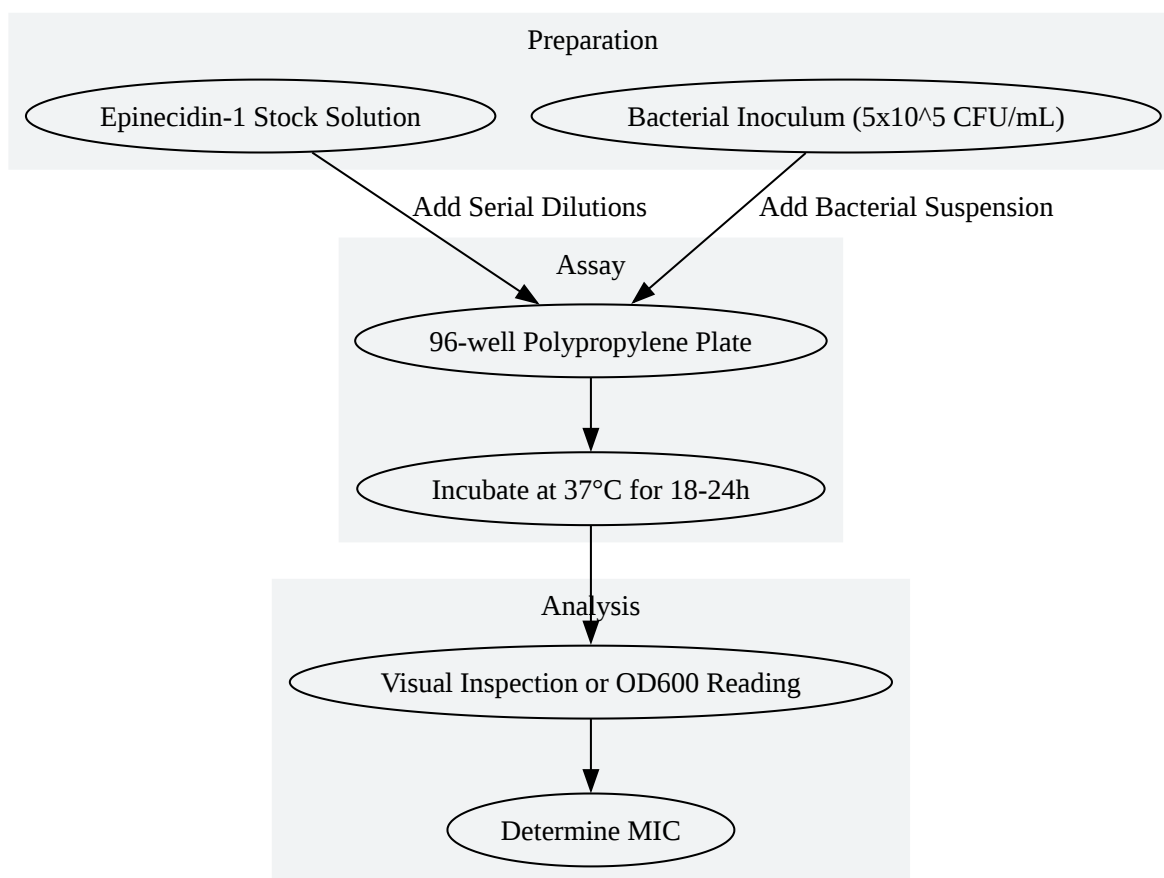 Preparation
Epinecidin-1 Stock Solution
Bacterial Inoculum (5x10^5 CFU/mL)
Add Serial Dilutions
Add Bacterial Suspension
Assay
96-well Polypropylene Plate
Incubate at 37°C for 18-24h
Analysis
Visual Inspection or OD600 Reading
Determine MIC